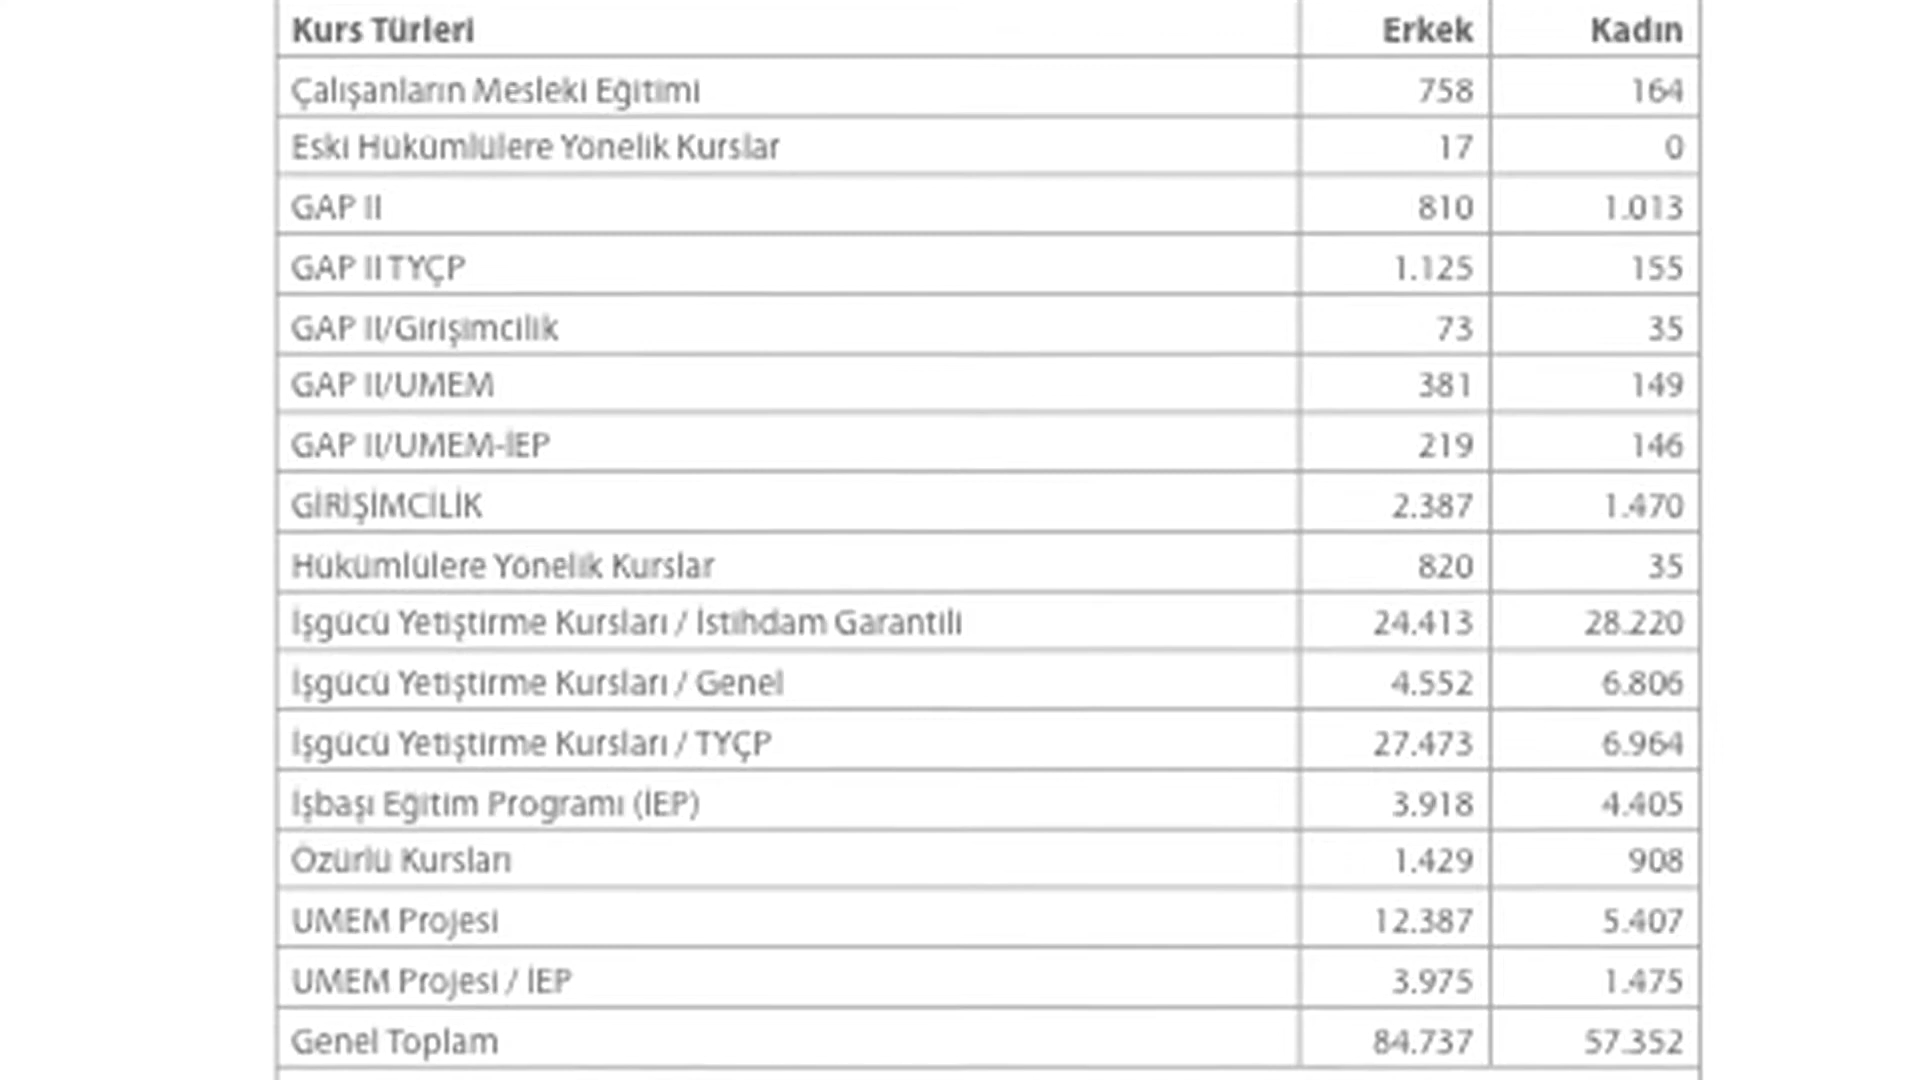 Kurs Türleri Erkek Kadın
Çalışanların Mesleki Eğitimi 758 164
Eski Hükümlülere Yönelik Kurslar 17 0
GAP II 810 1.013
GAP II TYÇP 1.125 155
GAP II/Girişimcilik 73 35
GAP II/UMEM 381 149
GAP II/UMEM-İEP 219 146
GİRİŞİMCİLİK 2.387 1.470
Hükümlülere Yönelik Kurslar 820 35
İşgücü Yetiştirme Kursları / İstihdam Garantili 24.413 28.220
İşgücü Yetiştirme Kursları / Genel 4.552 6.806
İşgücü Yetiştirme Kursları / TYÇP 27.473 6.964
İşbaşı Eğitim Programı (İEP) 3.918 4.405
Özürlü Kursları 1.429 908
UMEM Projesi 12.387 5.407
UMEM Projesi / İEP 3.975 1.475
Genel Toplam 84.737 57.352